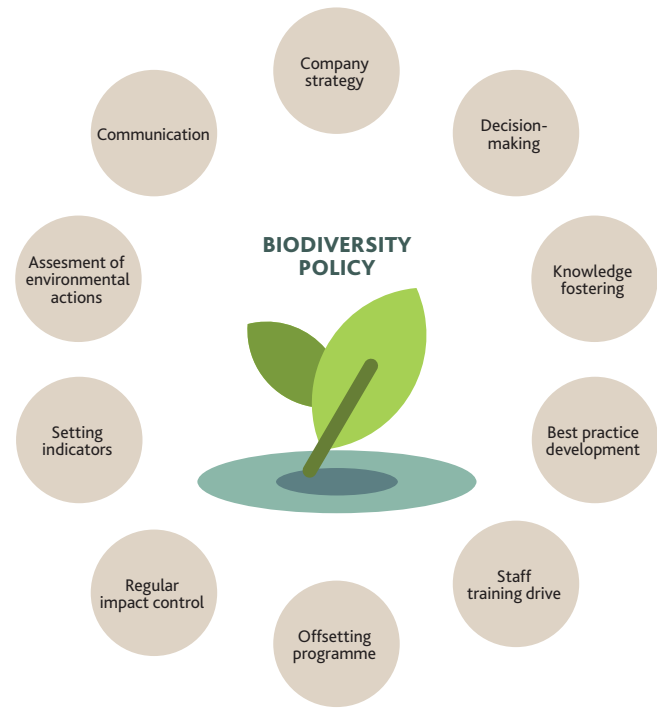 Company
strategy
Decision-
making
Knowledge
fostering
Best practice
development
Staff
training drive
Offsetting
programme
Regular
impact control
Setting
indicators
Assesment of
environmental
actions
Communication
BIODIVERSITY
POLICY